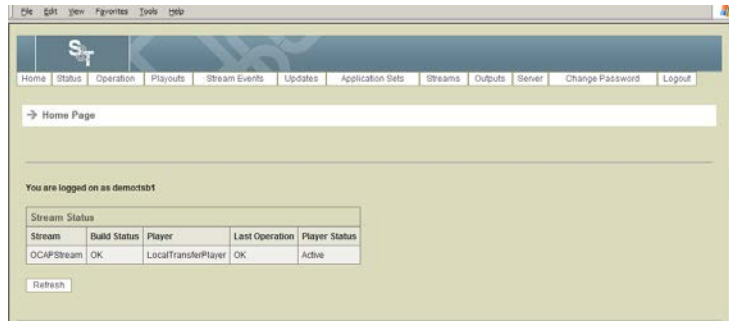 File Edit View Favorites Tools Help
S&T
Home Status Operation Playouts Stream Events Updates Application Sets Streams Outputs Server Change Password Logout
Home Page
You are logged on as demo:tsb1
Stream Status
Stream Build Status Player Last Operation Player Status
OCAPStream OK LocalTransferPlayer OK Active
Refresh